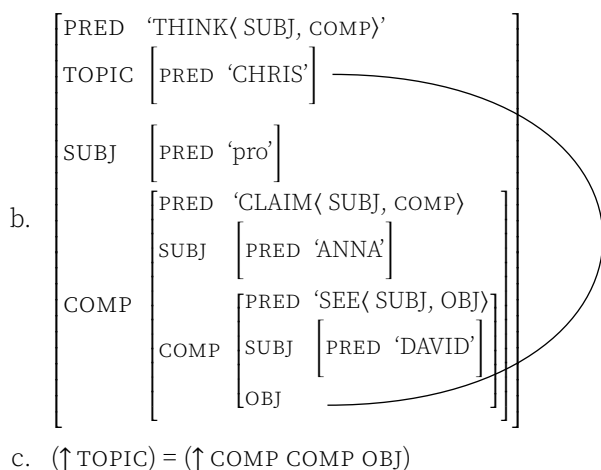 PRED ‘THINK⟨ SUBJ, COMP⟩’
TOPIC [PRED ‘CHRIS’]
SUBJ [PRED ‘pro’]
b.
PRED ‘CLAIM⟨ SUBJ, COMP⟩
SUBJ [PRED ‘ANNA’]
COMP
PRED ‘SEE⟨ SUBJ, OBJ⟩
COMP SUBJ [PRED ‘DAVID’]
OBJ
c. (↑ TOPIC) = (↑ COMP COMP OBJ)